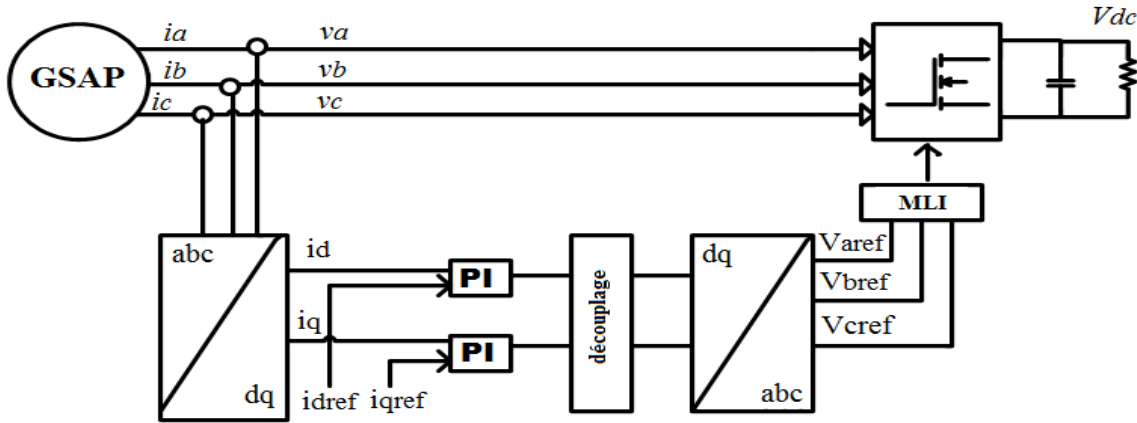 ia
va
Vdc
GSAP
ib
vb
ic
vc
MLI
abc
id
PI
découplage
dq
Varef
Vbref
iq
PI
Vcref
dq
idref
iqref
abc